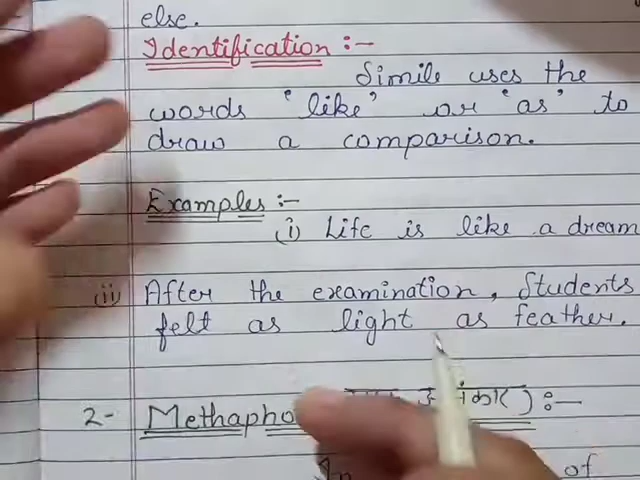 else.
Identification :-
Simile uses the
words 'like' or 'as' to
draw a comparison.
Examples :-
(i) Life is like a dream
(ii) After the examination, Students
felt as light as feather.
2- Methapho
) :-
of